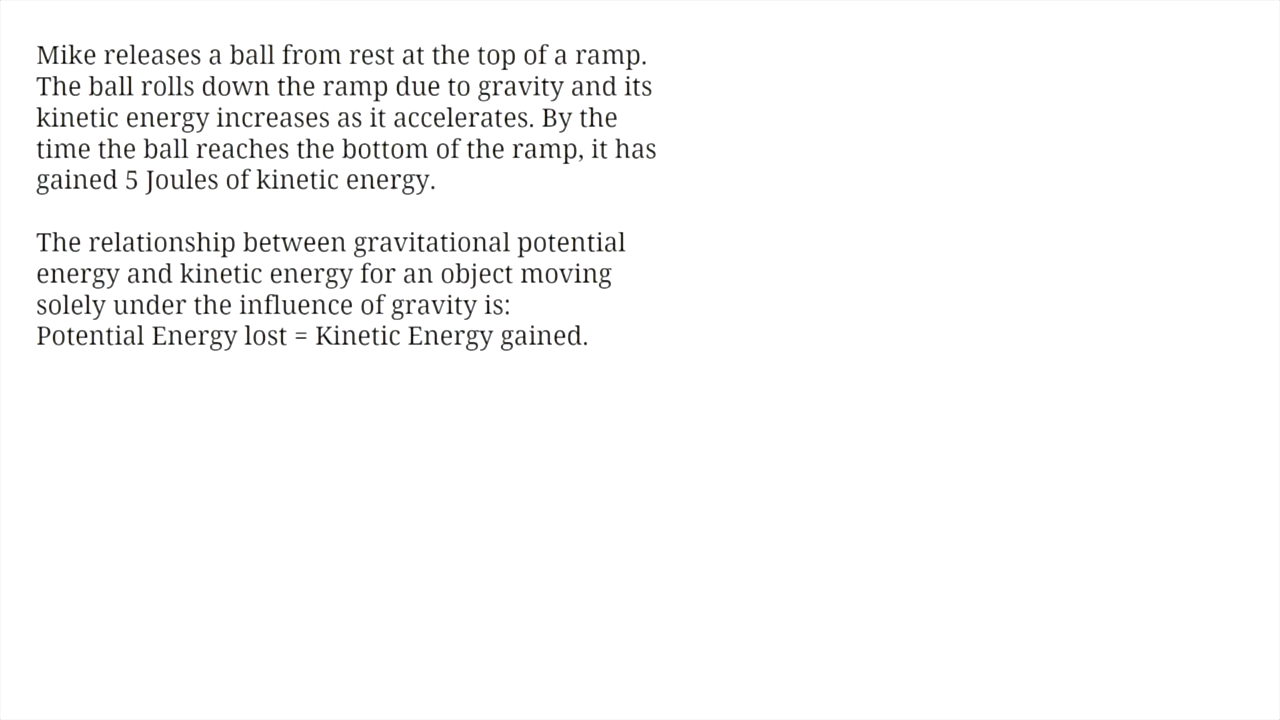 Mike releases a ball from rest at the top of a ramp.
The ball rolls down the ramp due to gravity and its
kinetic energy increases as it accelerates. By the
time the ball reaches the bottom of the ramp, it has
gained 5 Joules of kinetic energy.
The relationship between gravitational potential
energy and kinetic energy for an object moving
solely under the influence of gravity is:
Potential Energy lost = Kinetic Energy gained.